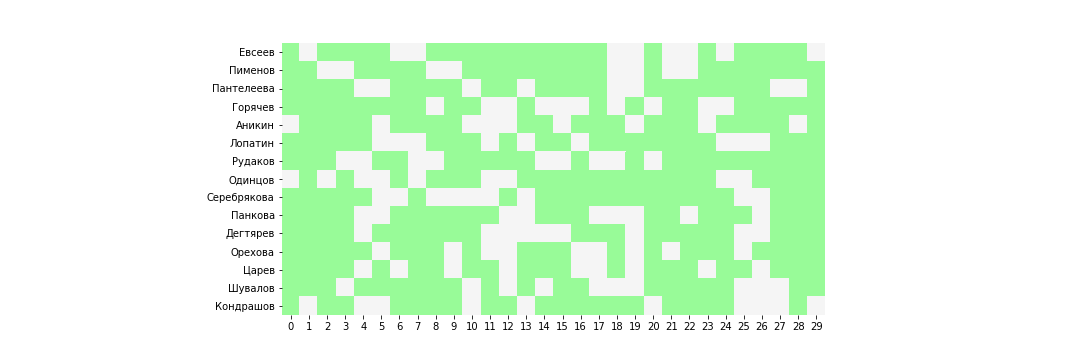 Евсеев
Пименов
Пантелеева
Горячев
Аникин
Лопатин
Рудаков
Одинцов
Серебрякова
Панкова
Дегтярев
Орехова
Царев
Шувалов
Кондрашов
0 1 2 3 4 5 6 7 8 9 10 11 12 13 14 15 16 17 18 19 20 21 22 23 24 25 26 27 28 29